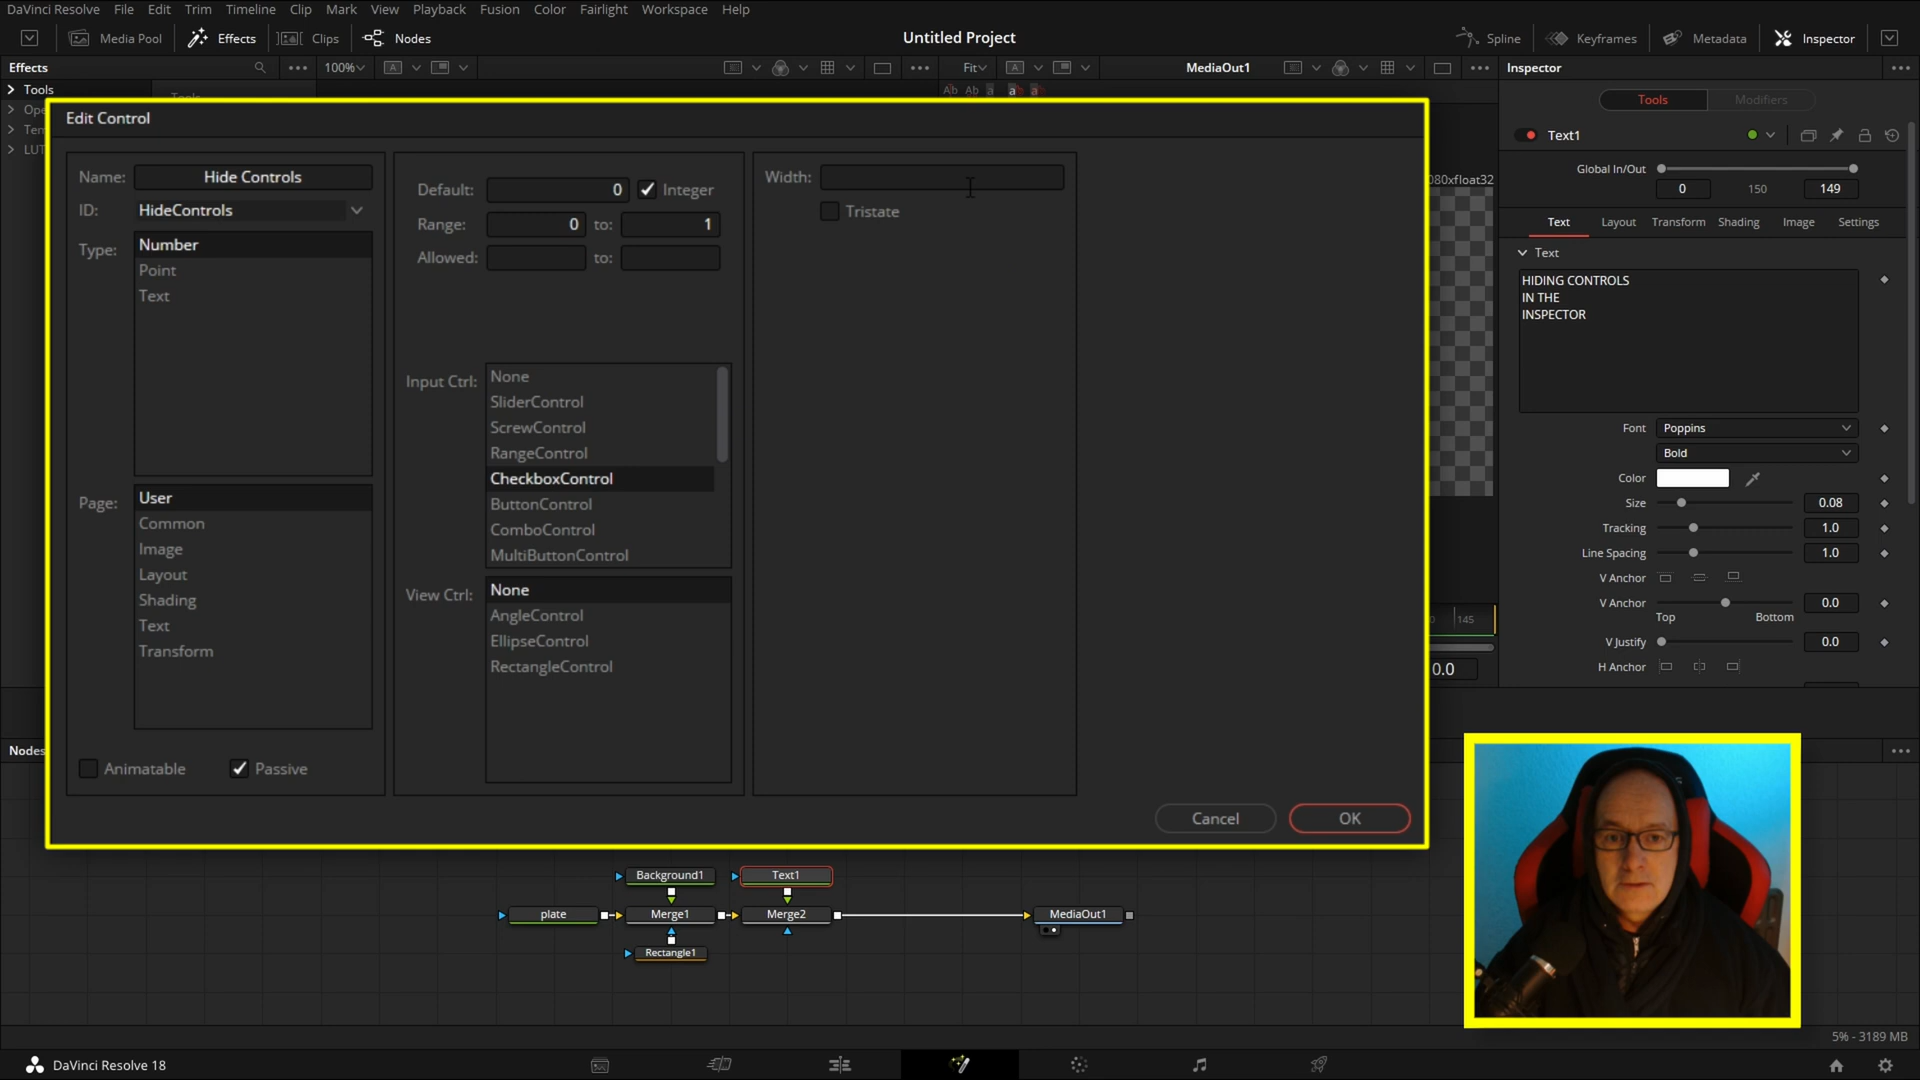 DaVinci Resolve File Edit Trim Timeline Clip Mark View Playback Fusion Color Fairlight Workspace Help
Media Pool Effects Clips Nodes Untitled Project Spline Keyframes Metadata Inspector
Effects 100% Fit MediaOut1 Inspector
Tools
Ope
Tem
LUT
Edit Control
Name: Hide Controls
ID: HideControls
Type: Number
Point
Text
Page: User
Common
Image
Layout
Shading
Text
Transform
Animatable Passive
Default: 0 Integer
Range: 0 to: 1
Allowed: to:
Input Ctrl: None
SliderControl
ScrewControl
RangeControl
CheckboxControl
ButtonControl
ComboControl
MultiButtonControl
View Ctrl: None
AngleControl
EllipseControl
RectangleControl
Width:
Tristate
Cancel OK
080xfloat32
145
0.0
Tools Modifiers
Text1
Global In/Out
0 150 149
Text Layout Transform Shading Image Settings
Text
HIDING CONTROLS
IN THE
INSPECTOR
Font Poppins
Bold
Color
Size 0.08
Tracking 1.0
Line Spacing 1.0
V Anchor
V Anchor 0.0
Top Bottom
V Justify 0.0
H Anchor
Nodes
Background1 Text1
plate Merge1 Merge2 MediaOut1
Rectangle1
5% - 3189 MB
DaVinci Resolve 18